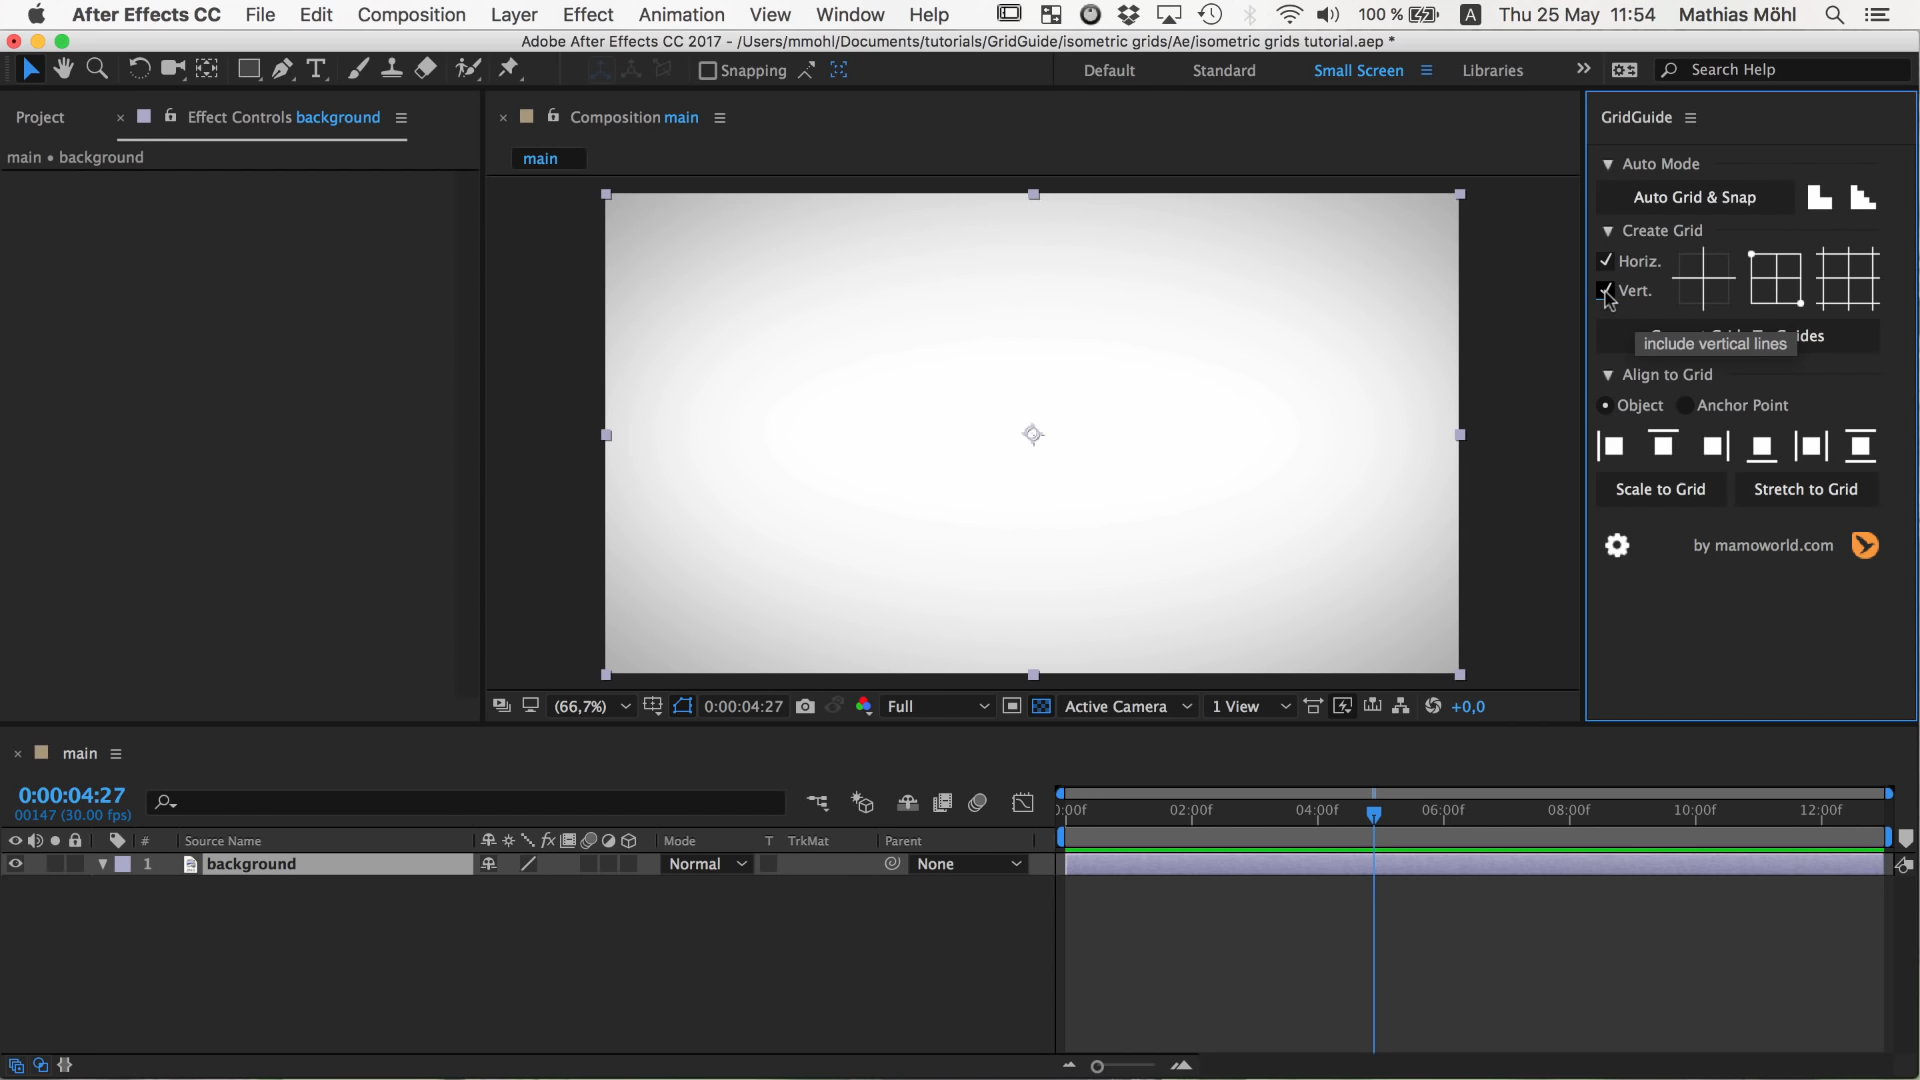 After Effects CC File Edit Composition Layer Effect Animation View Window Help 100 % A Thu 25 May 11:54 Mathias Möhl
Adobe After Effects CC 2017 - /Users/mmohl/Documents/tutorials/GridGuide/isometric grids/Ae/isometric grids tutorial.aep *
Snapping Default Standard Small Screen Libraries Search Help
Project Effect Controls background Composition main GridGuide
main • background
main
Auto Mode
Auto Grid & Snap
Create Grid
Horiz.
Vert.
include vertical lines
Align to Grid
Object Anchor Point
Scale to Grid Stretch to Grid
by mamoworld.com
(66,7%) 0:00:04:27 Full Active Camera 1 View +0,0
main
0:00:04:27
00147 (30.00 fps)
02:00f 04:00f 06:00f 08:00f 10:00f 12:00f
# Source Name Mode T TrkMat Parent
1 background Normal None